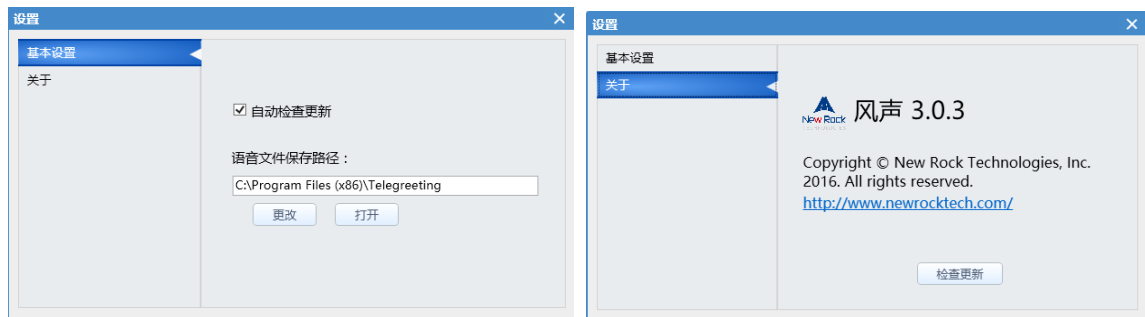 设置
基本设置
关于
自动检查更新
语音文件保存路径：
C:\Program Files (x86)\Telegreeting
更改
打开
设置
基本设置
关于
New Rock
TECHNOLOGIES
风声 3.0.3
Copyright © New Rock Technologies, Inc.
2016. All rights reserved.
http://www.newrocktech.com/
检查更新